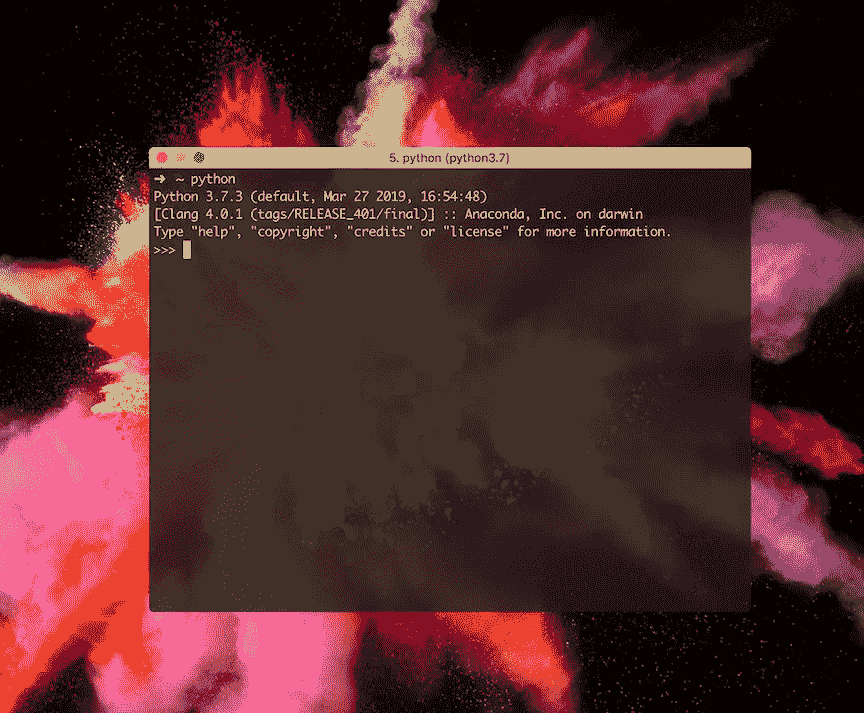 5. python (python3.7)
➜ ~ python
Python 3.7.3 (default, Mar 27 2019, 16:54:48)
[Clang 4.0.1 (tags/RELEASE_401/final)] :: Anaconda, Inc. on darwin
Type "help", "copyright", "credits" or "license" for more information.
>>>